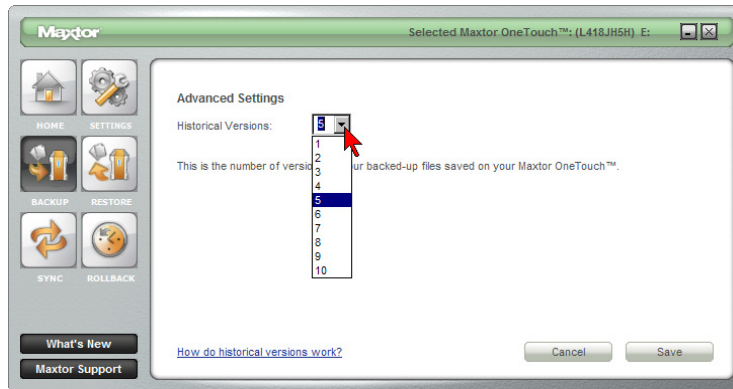 Maxtor
Selected Maxtor OneTouch™: (L418JH5H) E:
HOME SETTINGS
BACKUP RESTORE
SYNC ROLLBACK
What's New
Maxtor Support
Advanced Settings
Historical Versions: 5
1
2
3
4
5
6
7
8
9
10
This is the number of versio ur backed-up files saved on your Maxtor OneTouch™.
How do historical versions work?
Cancel Save